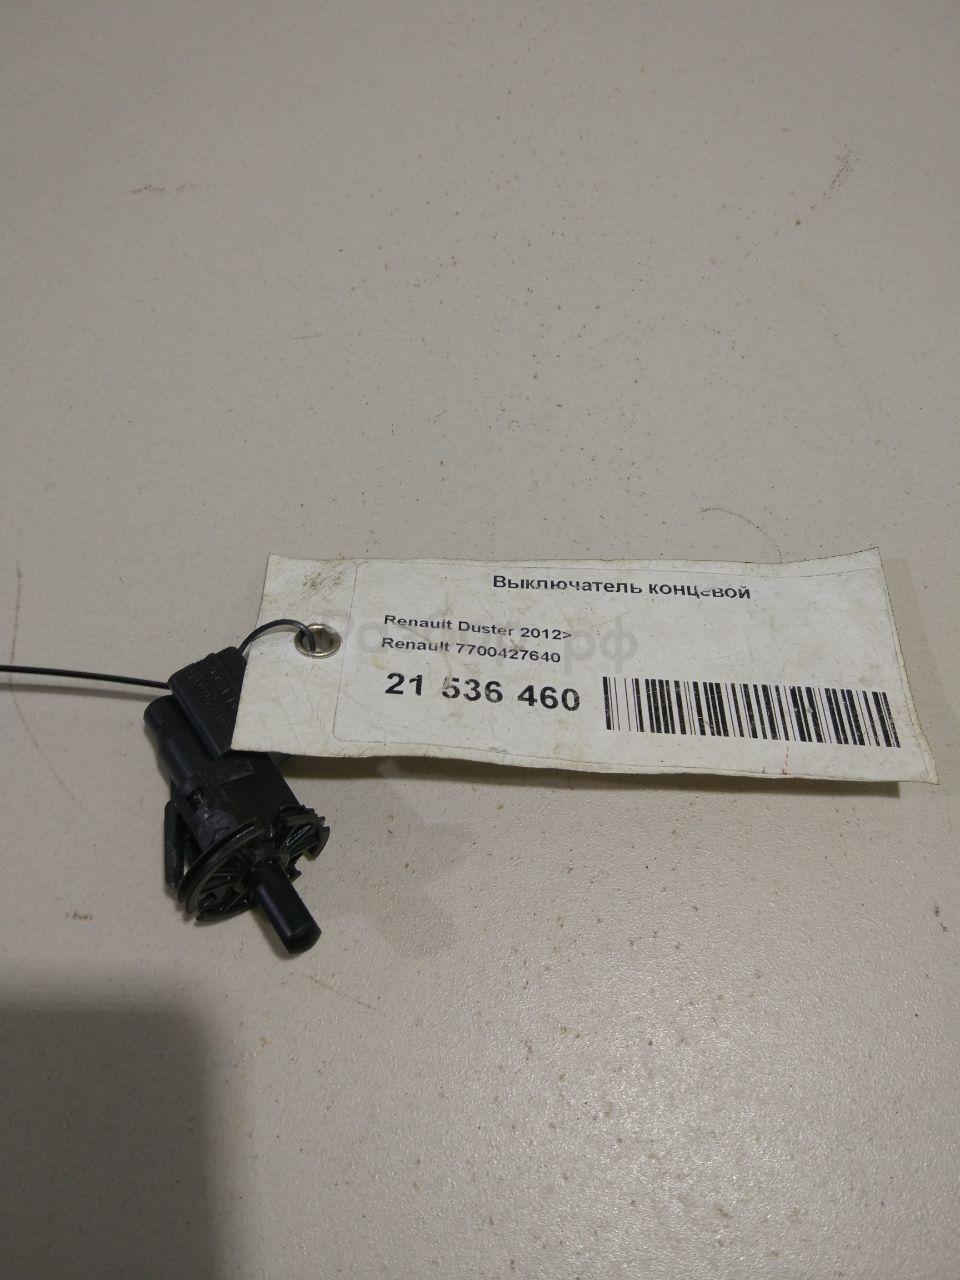 Выключатель концевой
Renault Duster 2012>
Renault 7700427640
21 536 460